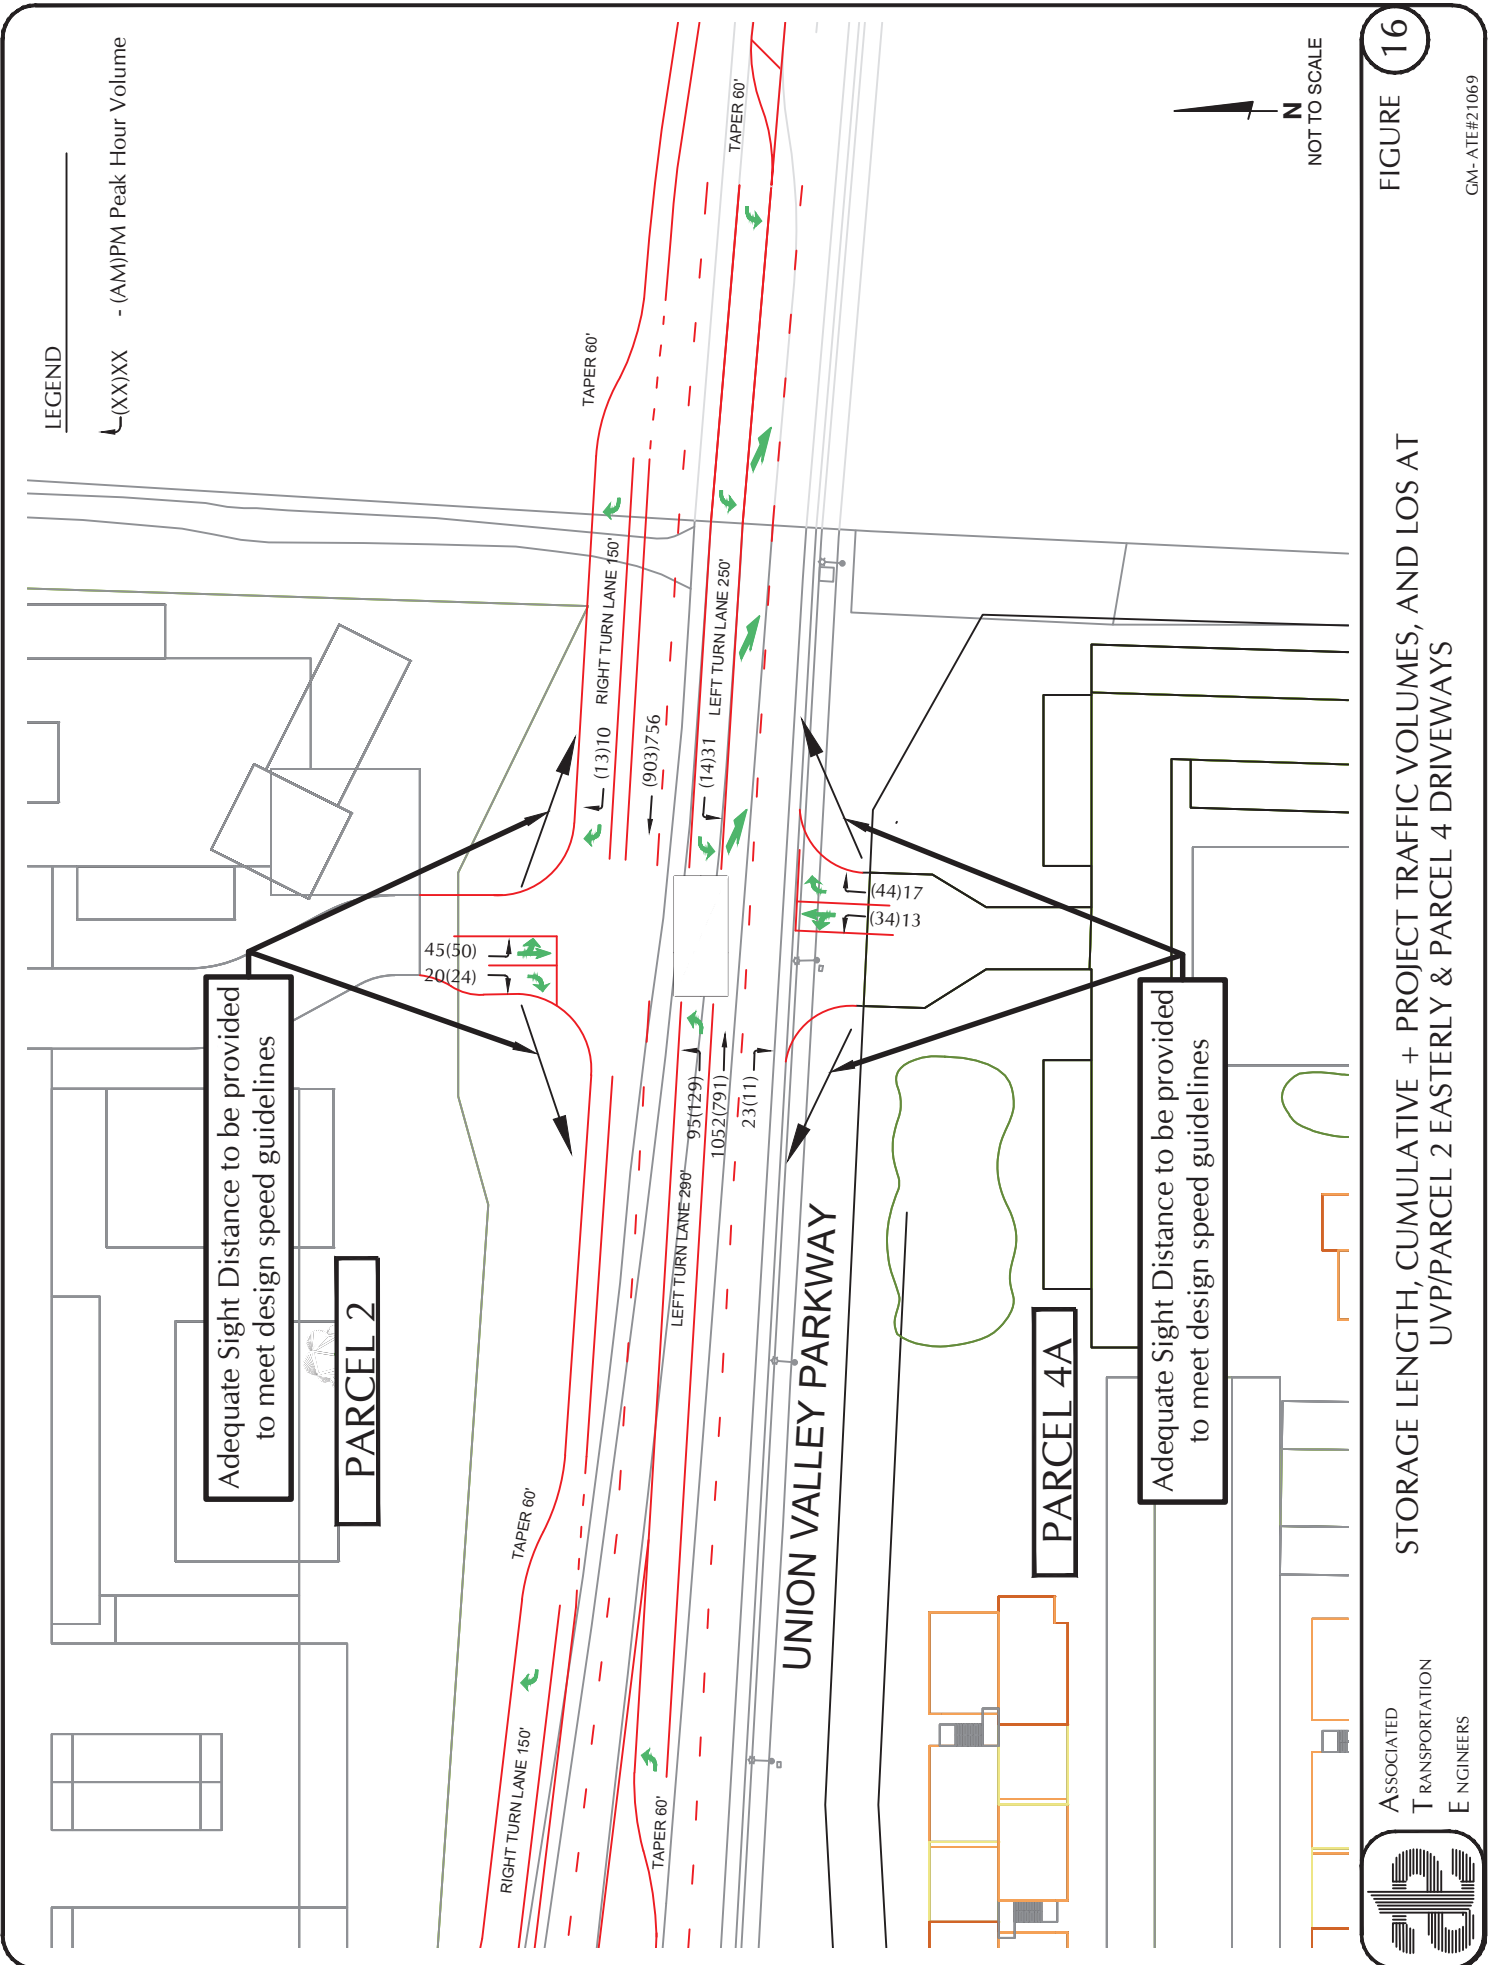 LEGEND
(XX)XX - (AM)PM Peak Hour Volume
N
NOT TO SCALE
TAPER 60'
TAPER 60'
RIGHT TURN LANE 150'
LEFT TURN LANE 250'
(13)10
(903)756
(14)31
45(50)
20(24)
(44)17
(34)13
95(129)
1052(791)
23(11)
LEFT TURN LANE 290'
TAPER 60'
RIGHT TURN LANE 150'
TAPER 60'
Adequate Sight Distance to be provided
to meet design speed guidelines
PARCEL 2
UNION VALLEY PARKWAY
PARCEL 4A
Adequate Sight Distance to be provided
to meet design speed guidelines
ASSOCIATED
TRANSPORTATION
ENGINEERS
STORAGE LENGTH, CUMULATIVE + PROJECT TRAFFIC VOLUMES, AND LOS AT
UVP/PARCEL 2 EASTERLY & PARCEL 4 DRIVEWAYS
FIGURE 16
GM- ATE#21069